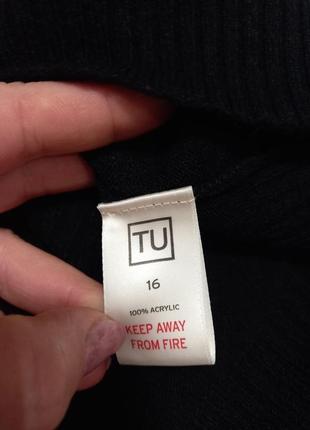 TU
16
100% ACRYLIC
KEEP AWAY
FROM FIRE